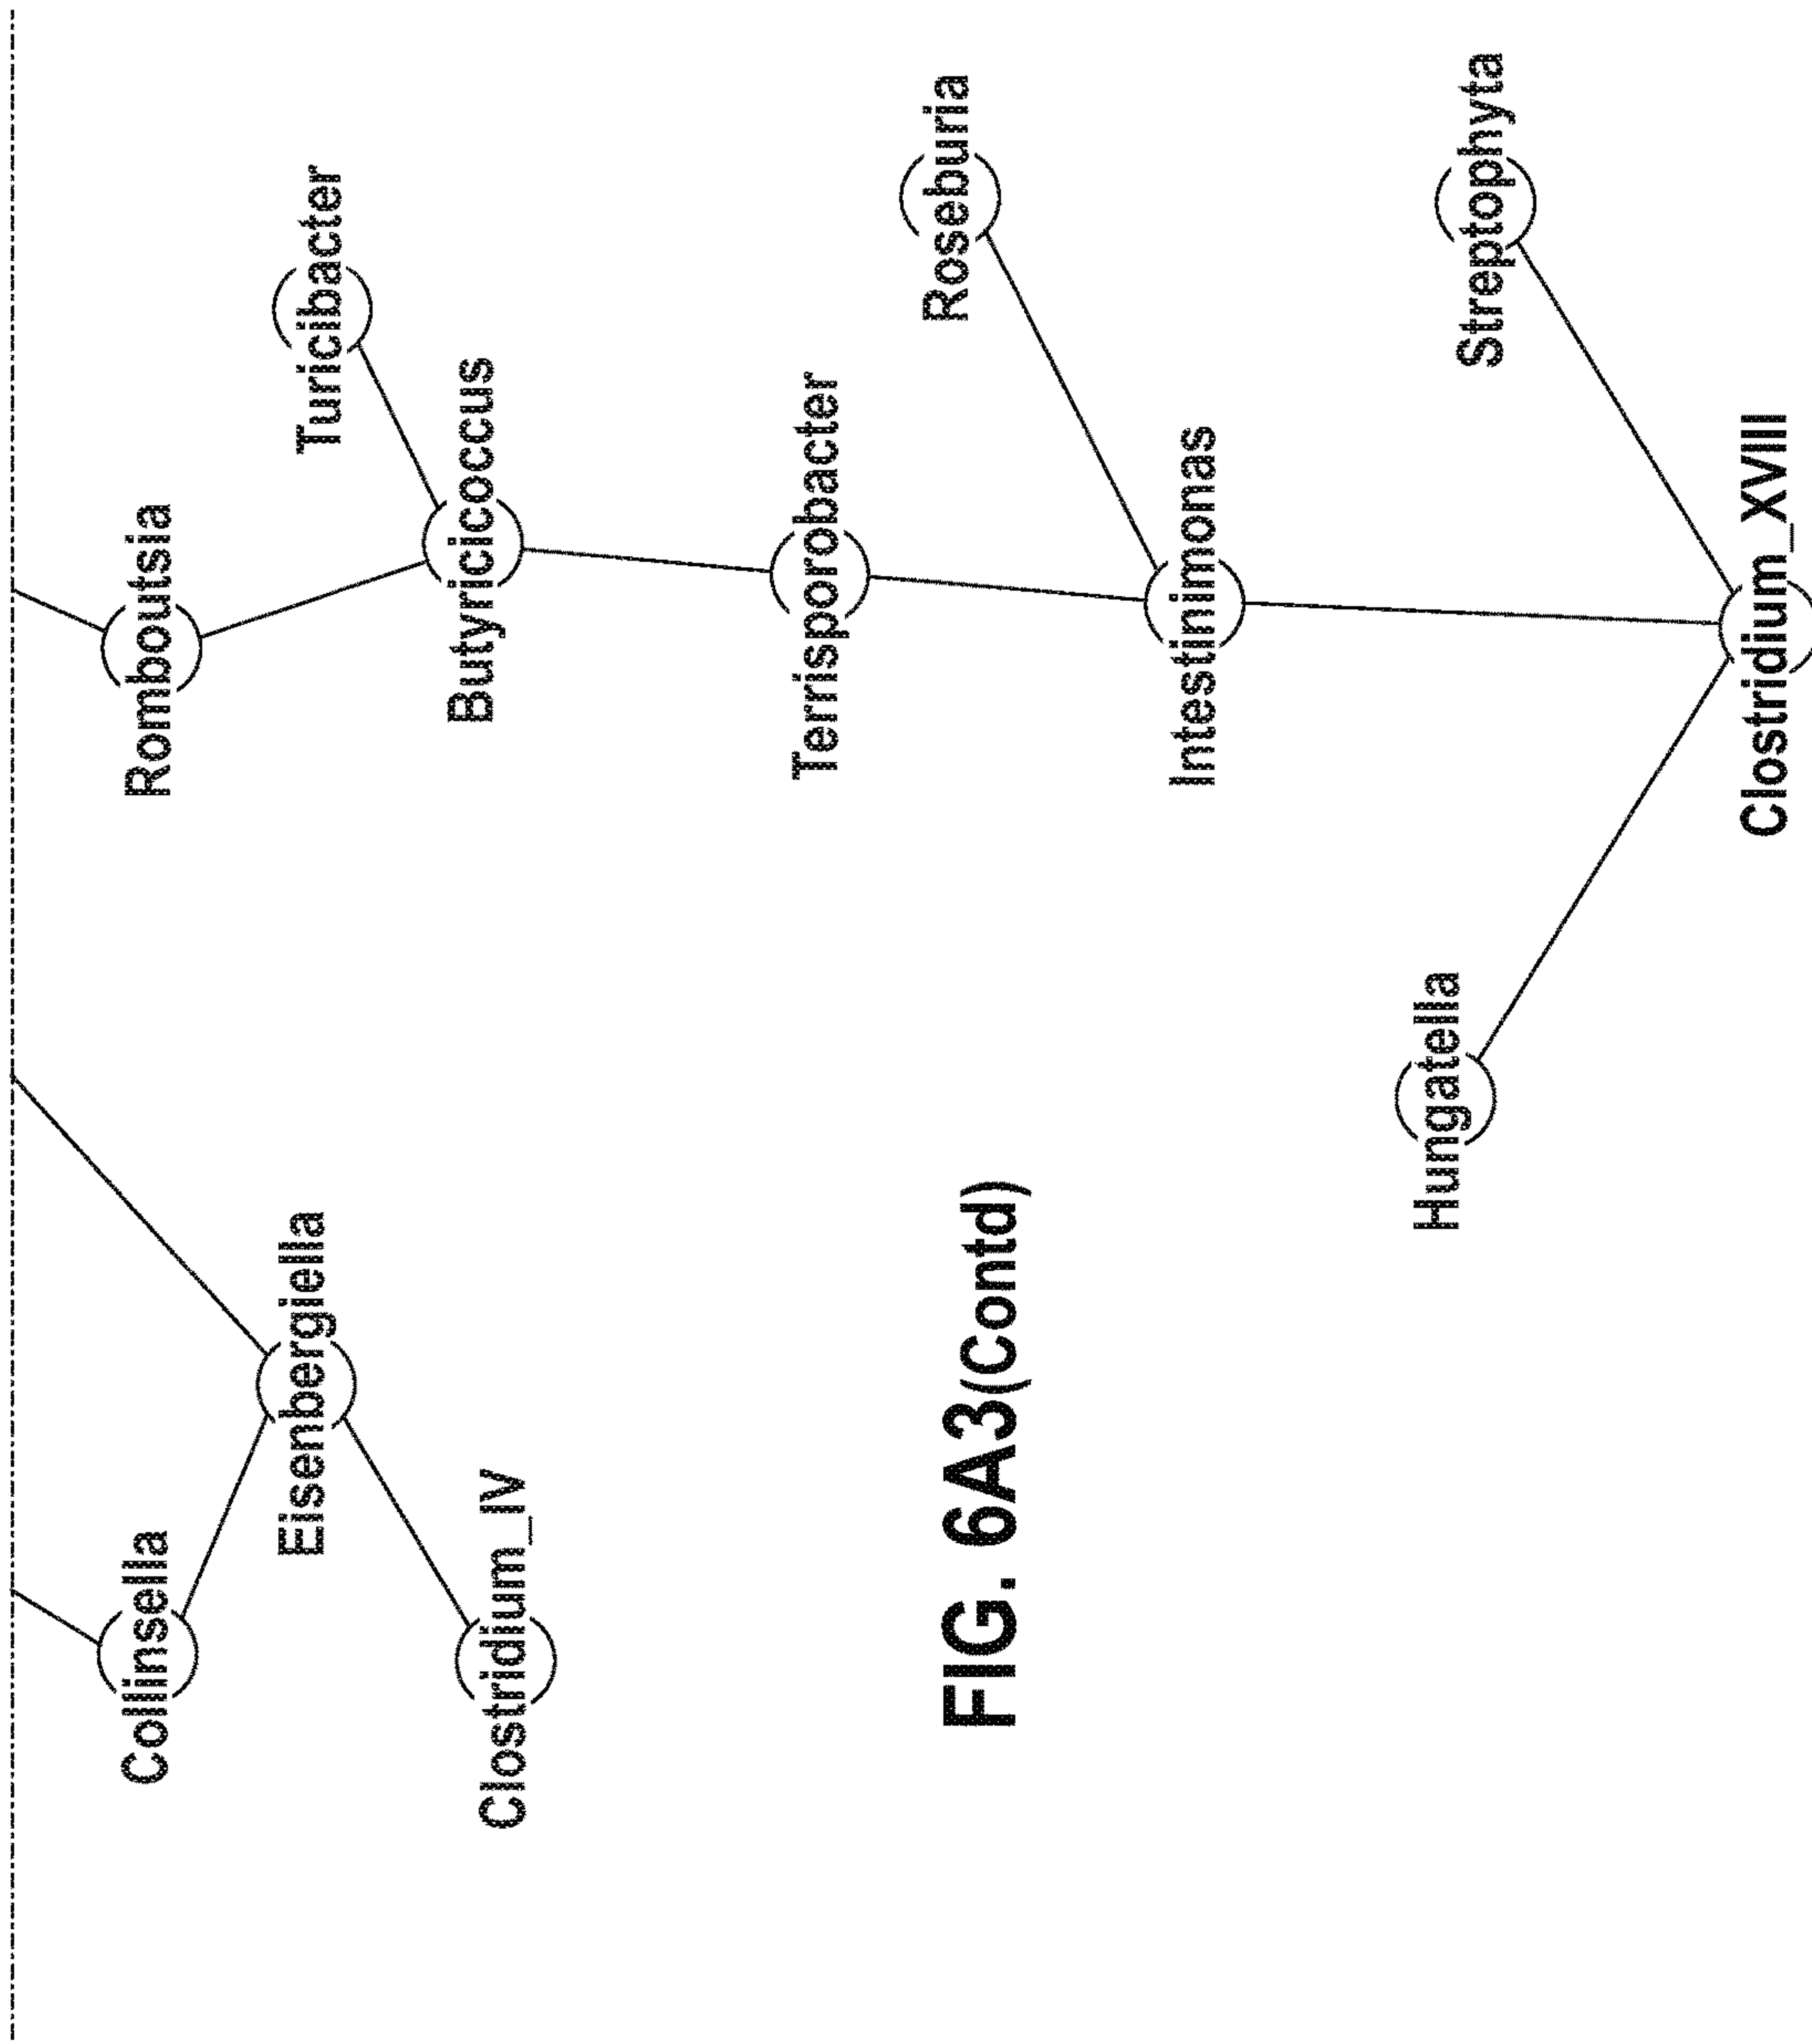 Collinsella
Eisenbergiella
Clostridium_IV
Romboutsia
Turicibacter
Butyricicoccus
Terrisporobacter
Roseburia
Intestinimonas
Hungatella
Streptophyta
Clostridium_XVIII
FIG. 6A3(Contd)